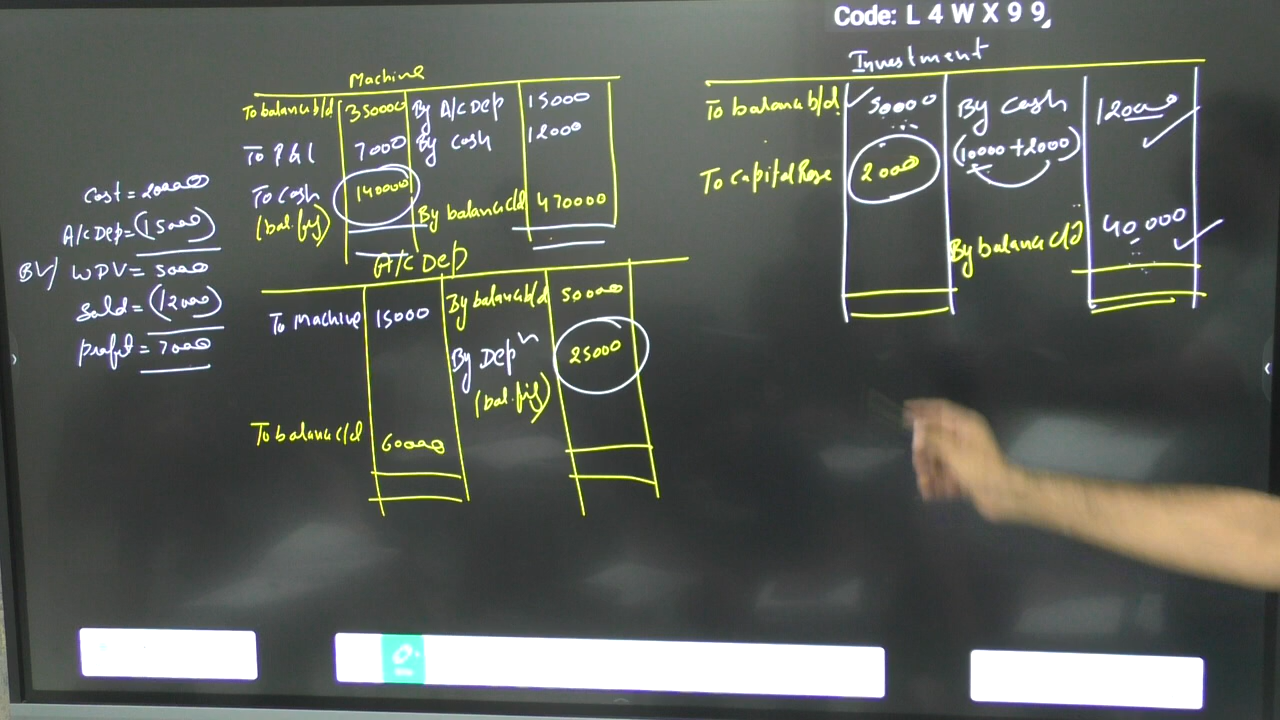 Code: L 4 W X 9 9
Machine
To balance b/d 350000 By A/c Dep 15000
To P&L 7000 By cash 12000
To Cash 140000
(bal.fig) By balance c/d 470000
Cost = 20000
A/c Dep = (15000)
BV/ WDV = 5000
Sold = (12000)
Profit = 7000
A/c Dep
To Machine 15000 By balance b/d 50000
By Depn 25000
(bal.fig)
To balance c/d 60000
Investment
To balance b/d 50000 By Cash 12000
(10000+2000)
To Capital Rese 2000
By balance c/d 40,000